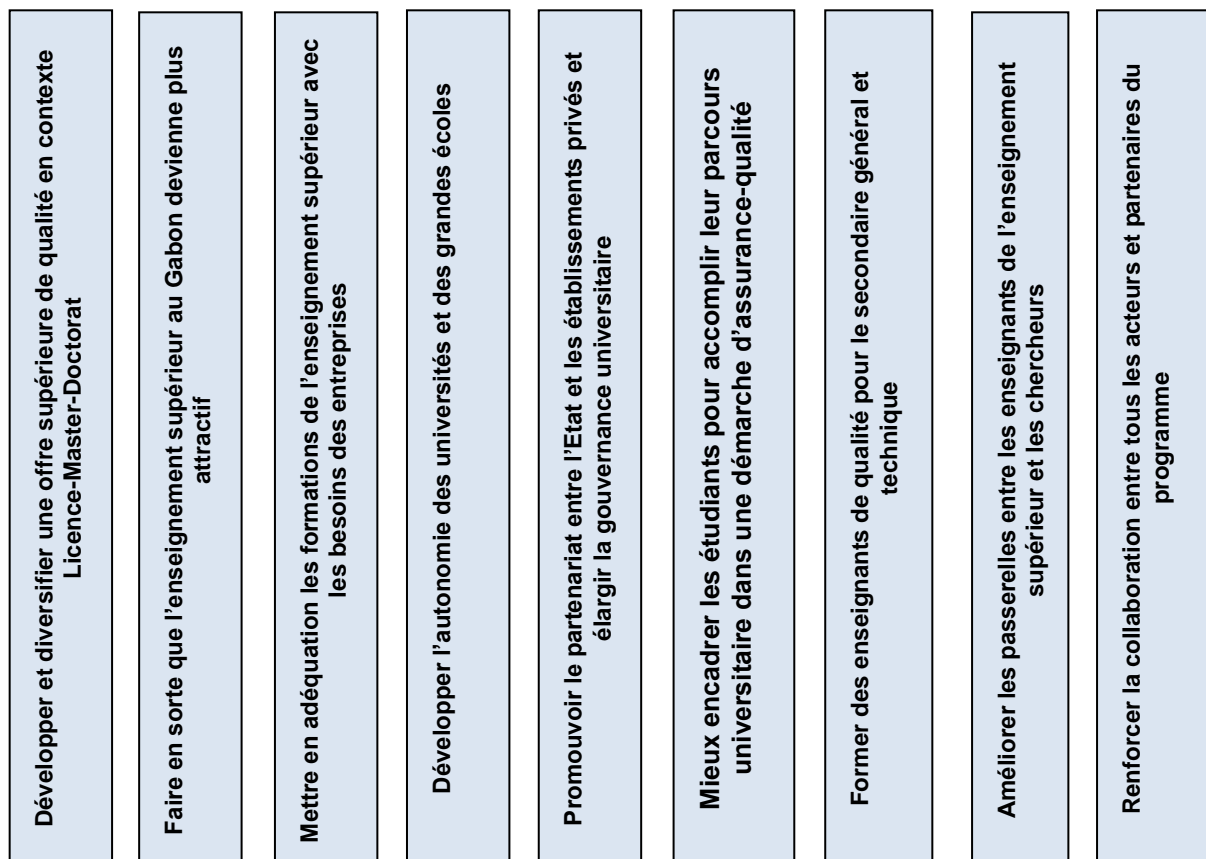 Développer et diversifier une offre supérieure de qualité en contexte
Licence-Master-Doctorat
Faire en sorte que l'enseignement supérieur au Gabon devienne plus
attractif
Mettre en adéquation les formations de l'enseignement supérieur avec
les besoins des entreprises
Développer l'autonomie des universités et des grandes écoles
Promouvoir le partenariat entre l'Etat et les établissements privés et
élargir la gouvernance universitaire
Mieux encadrer les étudiants pour accomplir leur parcours
universitaire dans une démarche d'assurance-qualité
Former des enseignants de qualité pour le secondaire général et
technique
Améliorer les passerelles entre les enseignants de l'enseignement
supérieur et les chercheurs
Renforcer la collaboration entre tous les acteurs et partenaires du
programme